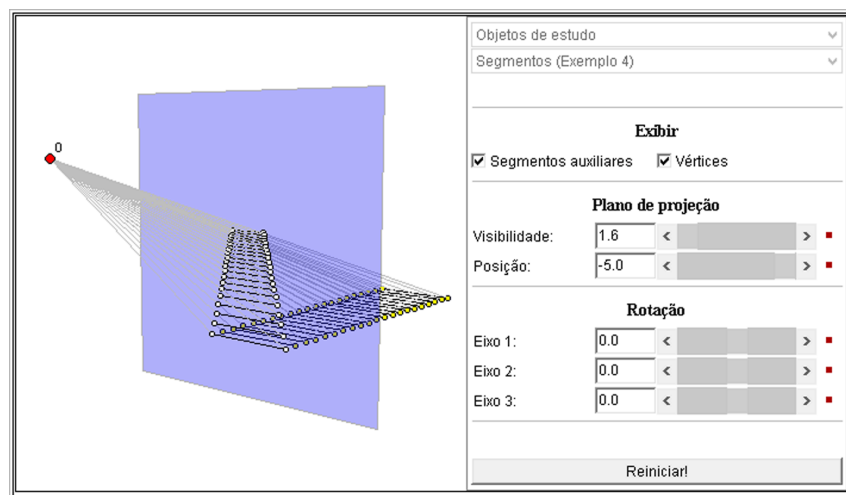 0
Objetos de estudo
Segmentos (Exemplo 4)
Exibir
Segmentos auxiliares Vértices
Plano de projeção
Visibilidade: 1.6
Posição: -5.0
Rotação
Eixo 1: 0.0
Eixo 2: 0.0
Eixo 3: 0.0
Reiniciar!